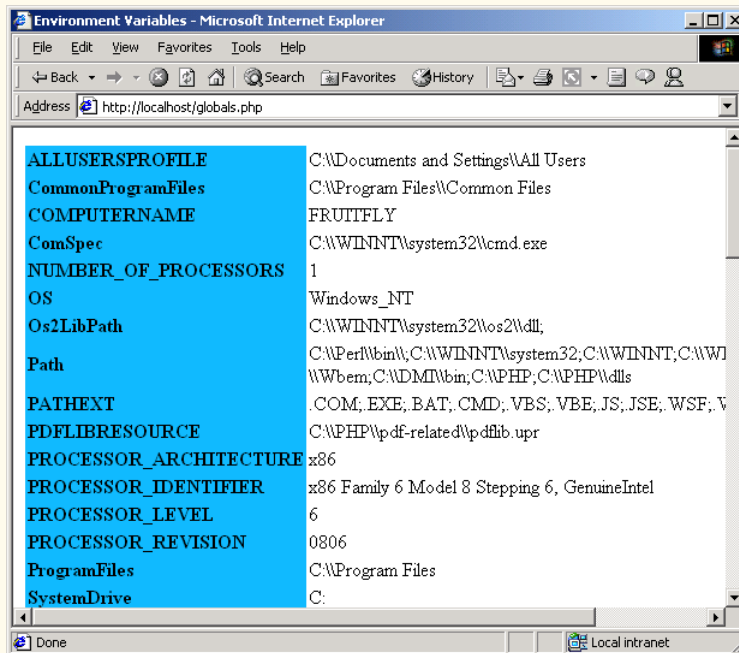 Environment Variables - Microsoft Internet Explorer
File Edit View Favorites Tools Help
Back Search Favorites History
Address http://localhost/globals.php
ALLUSERSPROFILE C:\\Documents and Settings\\All Users
CommonProgramFiles C:\\Program Files\\Common Files
COMPUTERNAME FRUITFLY
ComSpec C:\\WINNT\\system32\\cmd.exe
NUMBER_OF_PROCESSORS 1
OS Windows_NT
Os2LibPath C:\\WINNT\\system32\\os2\\dll;
Path C:\\Perl\\bin\\;C:\\WINNT\\system32;C:\\WINNT;C:\\WI
\\Wbem;C:\\DMI\\bin;C:\\PHP;C:\\PHP\\dlls
PATHEXT .COM;.EXE;.BAT;.CMD;.VBS;.VBE;.JS;.JSE;.WSF;.W
PDFLIBRESOURCE C:\\PHP\\pdf-related\\pdflib.upr
PROCESSOR_ARCHITECTURE x86
PROCESSOR_IDENTIFIER x86 Family 6 Model 8 Stepping 6, GenuineIntel
PROCESSOR_LEVEL 6
PROCESSOR_REVISION 0806
ProgramFiles C:\\Program Files
SystemDrive C:
Done Local intranet